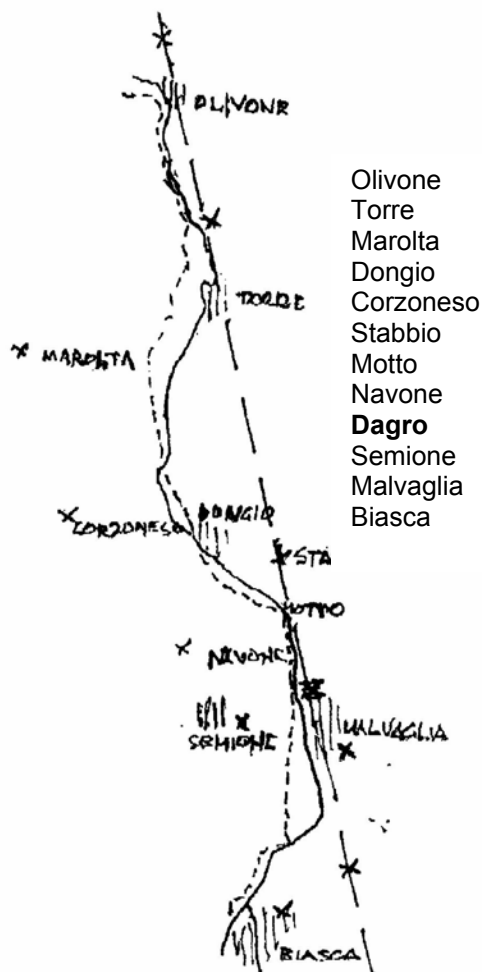 OLIVONE
TORRE
MAROLTA
DONGIO
CORZONESO
STA
MOTTO
NAVONE
SEMIONE
MALVAGLIA
BIASCA
Olivone
Torre
Marolta
Dongio
Corzoneso
Stabbio
Motto
Navone
Dagro
Semione
Malvaglia
Biasca